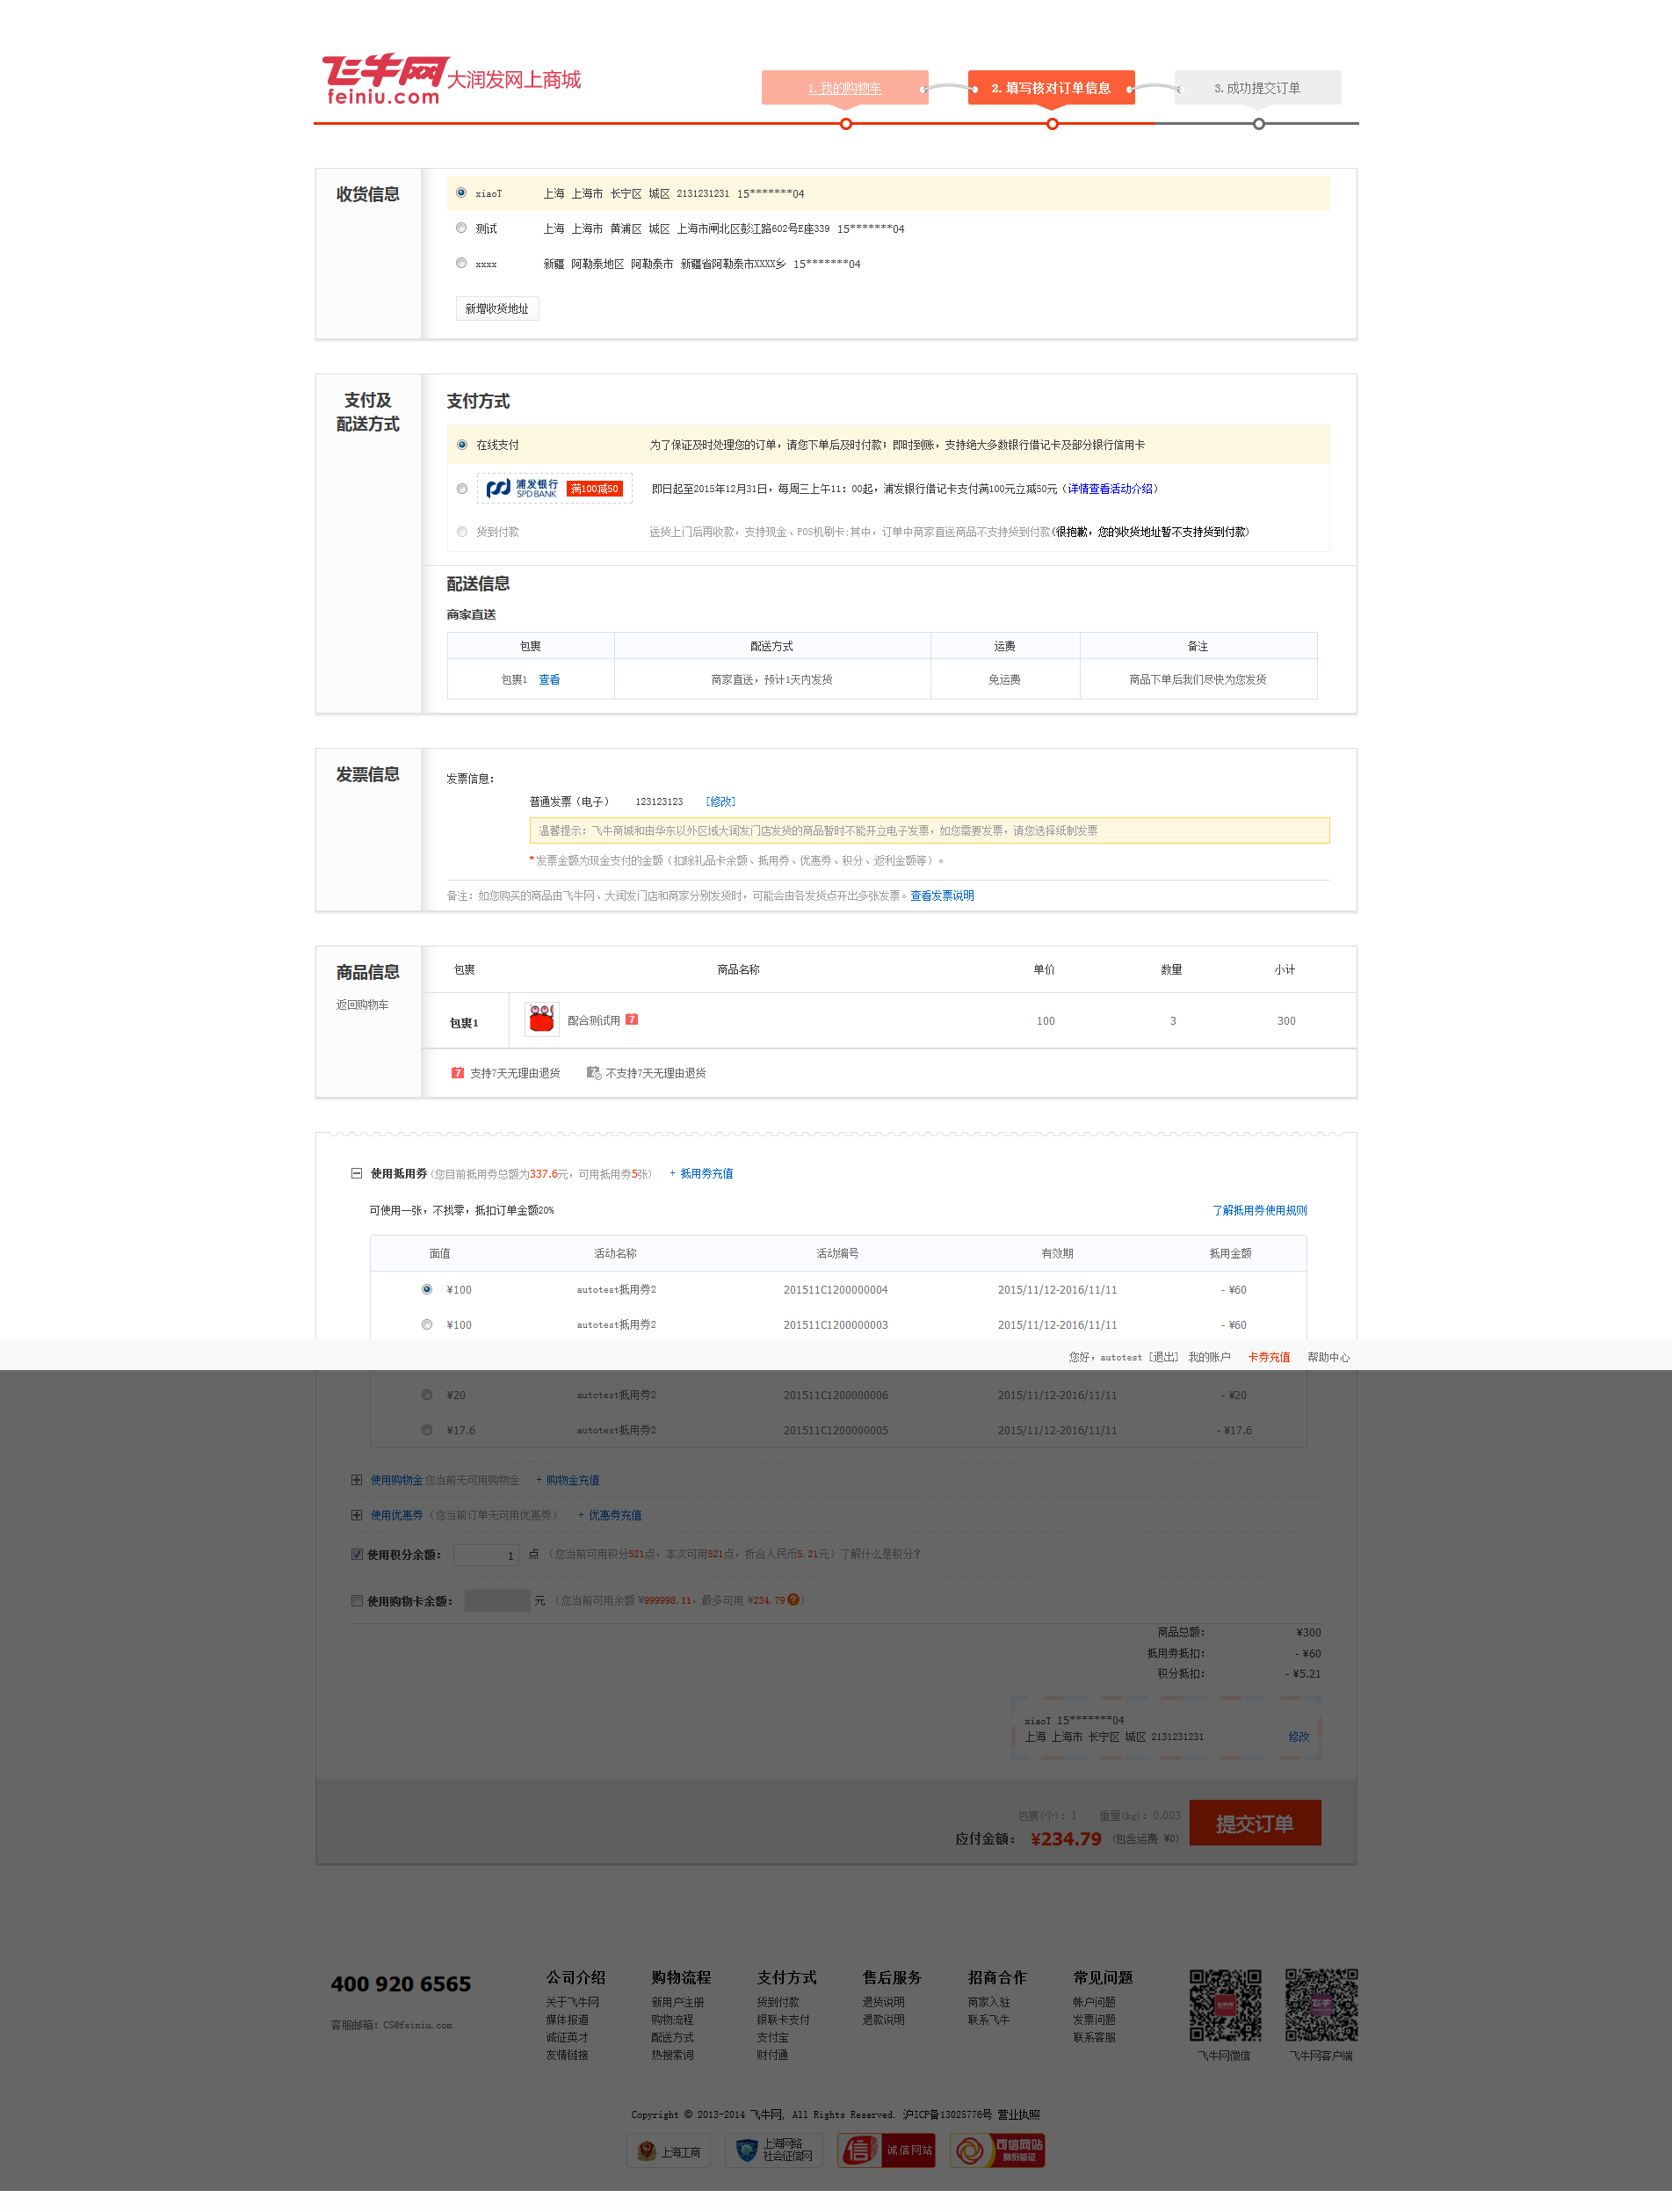 飞牛网 大润发网上商城
feiniu.com
1. 我的购物车
2. 填写核对订单信息
3. 成功提交订单
收货信息
xiaoT 上海 上海市 长宁区 城区 2131231231 15*******04
测试 上海 上海市 黄浦区 城区 上海市闸北区彭江路602号E座339 15*******04
xxxx 新疆 阿勒泰地区 阿勒泰市 新疆省阿勒泰市XXXX乡 15*******04
新增收货地址
支付及
配送方式
支付方式
在线支付 为了保证及时处理您的订单，请您下单后及时付款；即时到账，支持绝大多数银行借记卡及部分银行信用卡
浦发银行 SPD BANK 满100减50 即日起至2015年12月31日，每周三上午11：00起，浦发银行借记卡支付满100元立减50元（详情查看活动介绍）
货到付款 送货上门后再收款，支持现金、POS机刷卡;其中，订单中商家直送商品不支持货到付款(很抱歉，您的收货地址暂不支持货到付款)
配送信息
商家直送
包裹 配送方式 运费 备注
包裹1 查看 商家直送，预计1天内发货 免运费 商品下单后我们尽快为您发货
发票信息
发票信息：
普通发票（电子） 123123123 [修改]
温馨提示：飞牛商城和由华东以外区域大润发门店发货的商品暂时不能开立电子发票，如您需要发票，请您选择纸制发票
* 发票金额为现金支付的金额（扣除礼品卡余额、抵用券、优惠券、积分、返利金额等）。
备注：如您购买的商品由飞牛网、大润发门店和商家分别发货时，可能会由各发货点开出多张发票。查看发票说明
商品信息
返回购物车
包裹 商品名称 单价 数量 小计
包裹1 配合测试用 7 100 3 300
7 支持7天无理由退货 7 不支持7天无理由退货
使用抵用券 (您目前抵用券总额为337.6元，可用抵用券5张) + 抵用券充值
可使用一张，不找零，抵扣订单金额20% 了解抵用券使用规则
面值 活动名称 活动编号 有效期 抵用金额
¥100 autotest抵用券2 201511C1200000004 2015/11/12-2016/11/11 - ¥60
¥100 autotest抵用券2 201511C1200000003 2015/11/12-2016/11/11 - ¥60
您好，autotest [退出] 我的账户 卡券充值 帮助中心
¥20 autotest抵用券2 201511C1200000006 2015/11/12-2016/11/11 - ¥20
¥17.6 autotest抵用券2 201511C1200000005 2015/11/12-2016/11/11 - ¥17.6
使用购物金 您当前无可用购物金 + 购物金充值
使用优惠券（您当前订单无可用优惠券） + 优惠券充值
使用积分余额： 1 点 （您当前可用积分521点，本次可用521点，折合人民币5.21元）了解什么是积分？
使用购物卡余额： 元 （您当前可用余额 ¥999998.11，最多可用 ¥234.79 ?）
商品总额： ¥300
抵用券抵扣： - ¥60
积分抵扣： - ¥5.21
xiaoT 15*******04
上海 上海市 长宁区 城区 2131231231 修改
包裹(个)：1 重量(kg)：0.003
应付金额： ¥234.79 (包含运费 ¥0)
提交订单
400 920 6565
客服邮箱：CS@feiniu.com
公司介绍
关于飞牛网
媒体报道
诚征英才
友情链接
购物流程
新用户注册
购物流程
配送方式
热搜索词
支付方式
货到付款
银联卡支付
支付宝
财付通
售后服务
退货说明
退款说明
招商合作
商家入驻
联系飞牛
常见问题
帐户问题
发票问题
联系客服
飞牛网微信
飞牛网客户端
Copyright © 2013-2014 飞牛网, All Rights Reserved. 沪ICP备13025776号 营业执照
上海工商
上海网络
社会征信网
信 诚信网站
可信网站
身份验证